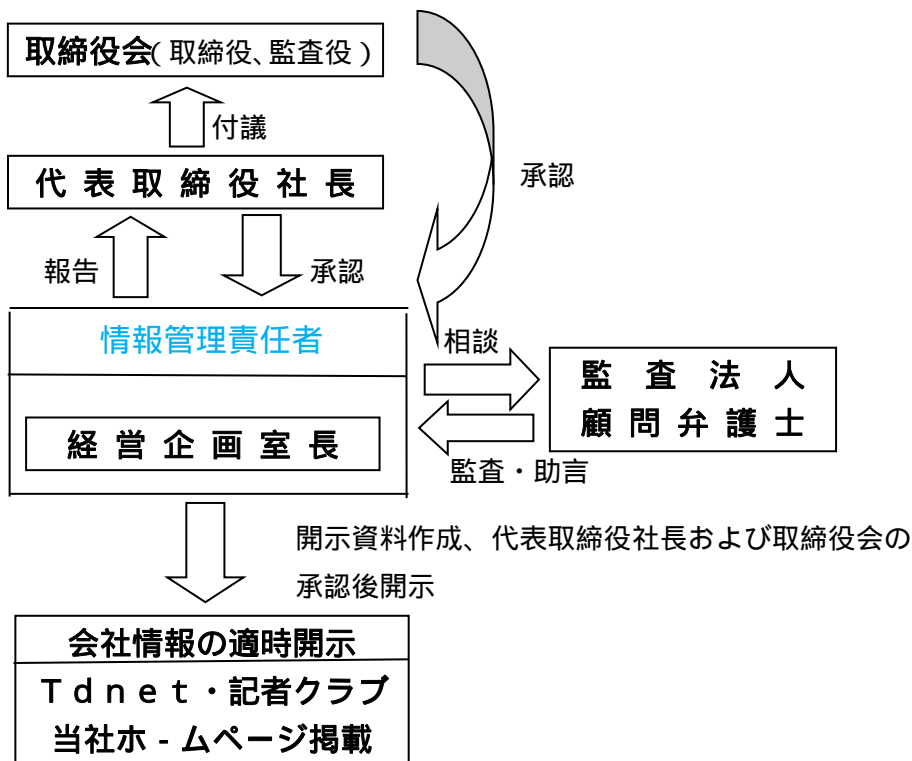 取締役会（取締役、監査役）
付議
代表取締役社長
承認
報告
承認
情報管理責任者
相談
監査法人
顧問弁護士
経営企画室長
監査・助言
開示資料作成、代表取締役社長および取締役会の
承認後開示
会社情報の適時開示
Ｔｄｎｅｔ・記者クラブ
当社ホ-ムページ掲載